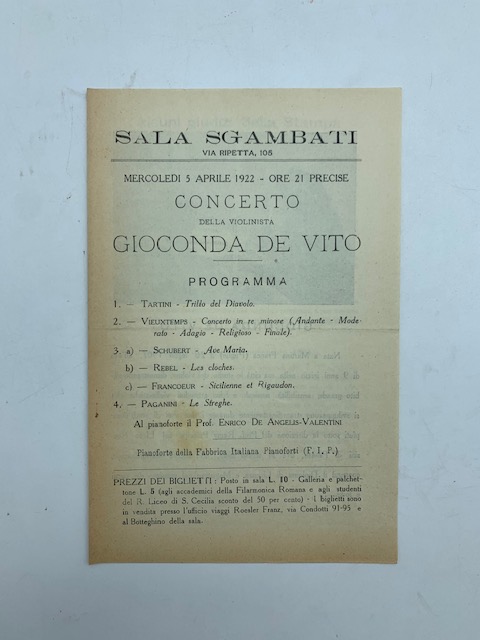 SALA SGAMBATI
VIA RIPETTA, 105
MERCOLEDÌ 5 APRILE 1922 - ORE 21 PRECISE
CONCERTO
DELLA VIOLINISTA
GIOCONDA DE VITO
PROGRAMMA
1. — TARTINI - Trillo del Diavolo.
2. — VIEUXTEMPS - Concerto in re minore (Andante - Mode-
rato - Adagio - Religioso - Finale).
3. a) — SCHUBERT - Ave Maria.
b) — REBEL - Les cloches.
c) — FRANCOEUR - Sicilienne et Rigaudon.
4. — PAGANINI - Le Streghe.
Al pianoforte il Prof. ENRICO DE ANGELIS-VALENTINI
Pianoforte della Fabbrica Italiana Pianoforti (F. I. P.)
PREZZI DEI BIGLIETTI: Posto in sala L. 10 - Galleria e palchet-
tone L. 5 (agli accademici della Filarmonica Romana e agli studenti
del R. Liceo di S. Cecilia sconto del 50 per cento) - I biglietti sono
in vendita presso l'ufficio viaggi Roesler Franz, via Condotti 91-95 e
al Botteghino della sala.